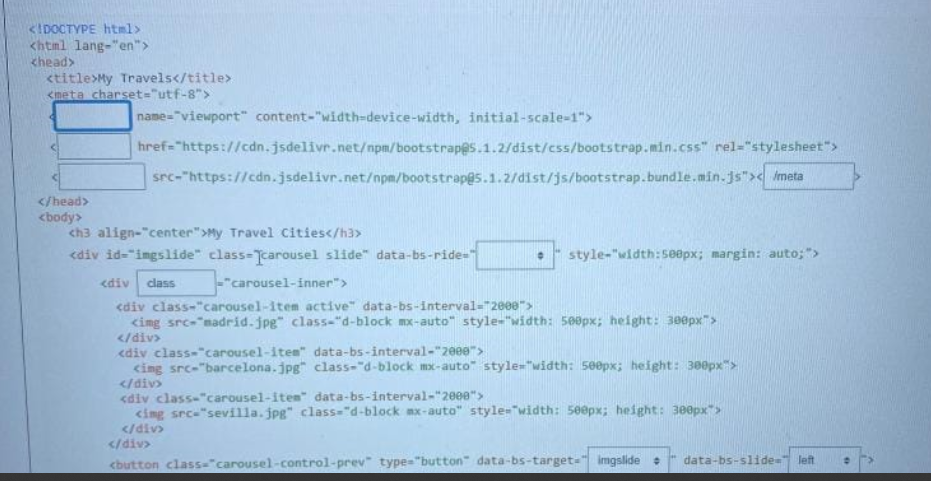 <!DOCTYPE html>
<html lang="en">
<head>
<title>My Travels</title>
<meta charset="utf-8">
< name="viewport" content="width=device-width, initial-scale=1">
< href="https://cdn.jsdelivr.net/npm/bootstrap@5.1.2/dist/css/bootstrap.min.css" rel="stylesheet">
< src="https://cdn.jsdelivr.net/npm/bootstrap@5.1.2/dist/js/bootstrap.bundle.min.js">< /meta >
</head>
<body>
<h3 align="center">My Travel Cities</h3>
<div id="imgslide" class="carousel slide" data-bs-ride=" " style="width:500px; margin: auto;">
<div class ="carousel-inner">
<div class="carousel-item active" data-bs-interval="2000">
<img src="madrid.jpg" class="d-block mx-auto" style="width: 500px; height: 300px">
</div>
<div class="carousel-item" data-bs-interval="2000">
<img src="barcelona.jpg" class="d-block mx-auto" style="width: 500px; height: 300px">
</div>
<div class="carousel-item" data-bs-interval="2000">
<img src="sevilla.jpg" class="d-block mx-auto" style="width: 500px; height: 300px">
</div>
</div>
<button class="carousel-control-prev" type="button" data-bs-target=" imgslide " data-bs-slide=" left ">